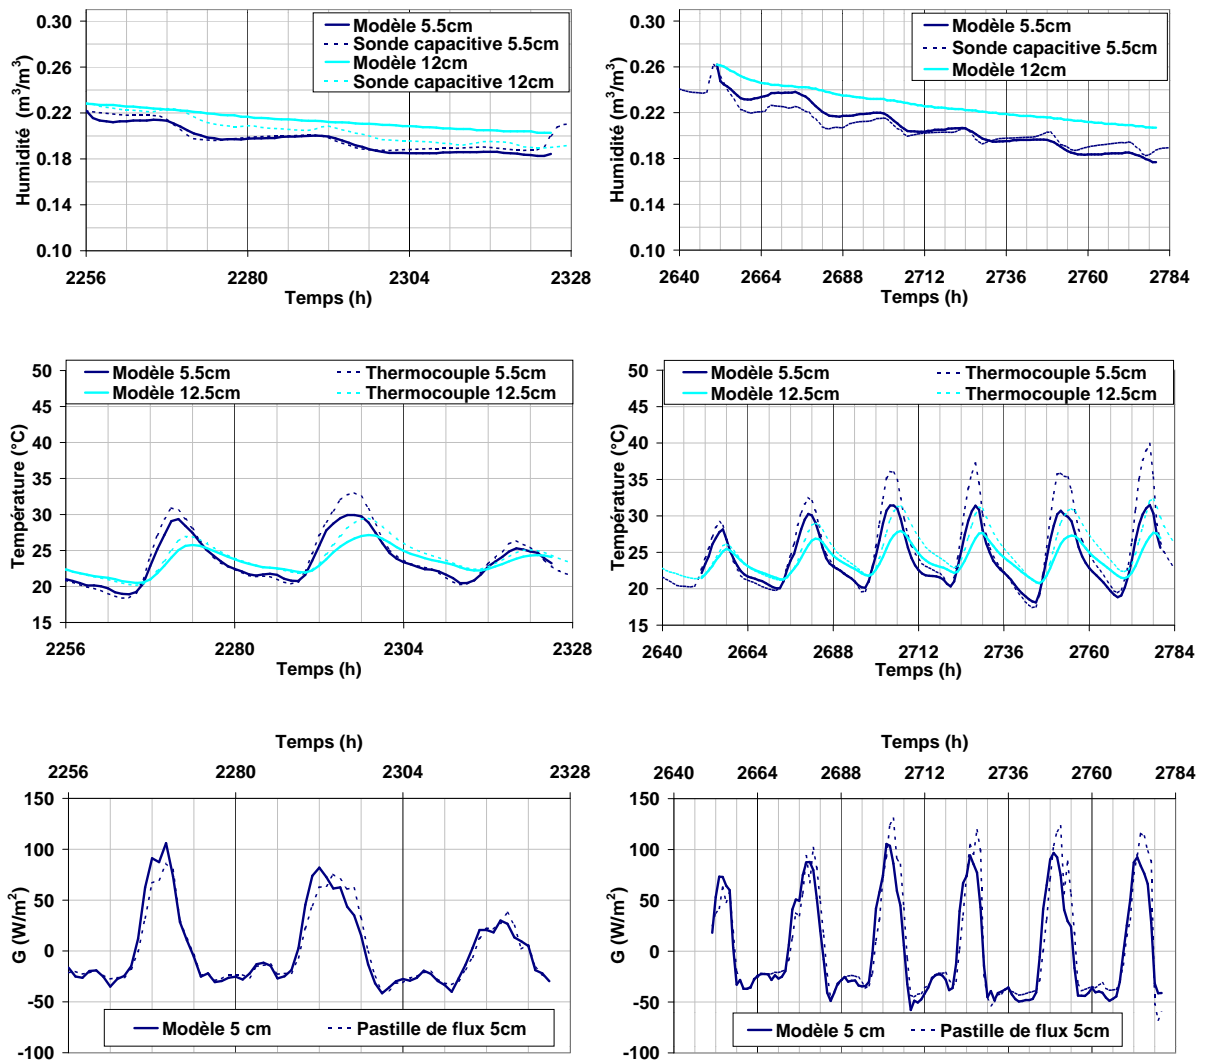 0.30
0.26
0.22
0.18
0.14
0.10
Humidité (m³/m³)
Modèle 5.5cm
Sonde capacitive 5.5cm
Modèle 12cm
Sonde capacitive 12cm
2256 2280 2304 2328
Temps (h)
0.30
0.26
0.22
0.18
0.14
0.10
Humidité (m³/m³)
Modèle 5.5cm
Sonde capacitive 5.5cm
Modèle 12cm
2640 2664 2688 2712 2736 2760 2784
Temps (h)
50
45
40
35
30
25
20
15
Température (°C)
Modèle 5.5cm Thermocouple 5.5cm
Modèle 12.5cm Thermocouple 12.5cm
2256 2280 2304 2328
Temps (h)
50
45
40
35
30
25
20
15
Température (°C)
Modèle 5.5cm Thermocouple 5.5cm
Modèle 12.5cm Thermocouple 12.5cm
2640 2664 2688 2712 2736 2760 2784
Temps (h)
Temps (h)
2256 2280 2304 2328
150
100
50
0
-50
-100
G (W/m²)
Modèle 5 cm Pastille de flux 5cm
Temps (h)
2640 2664 2688 2712 2736 2760 2784
150
100
50
0
-50
-100
G (W/m²)
Modèle 5 cm Pastille de flux 5cm